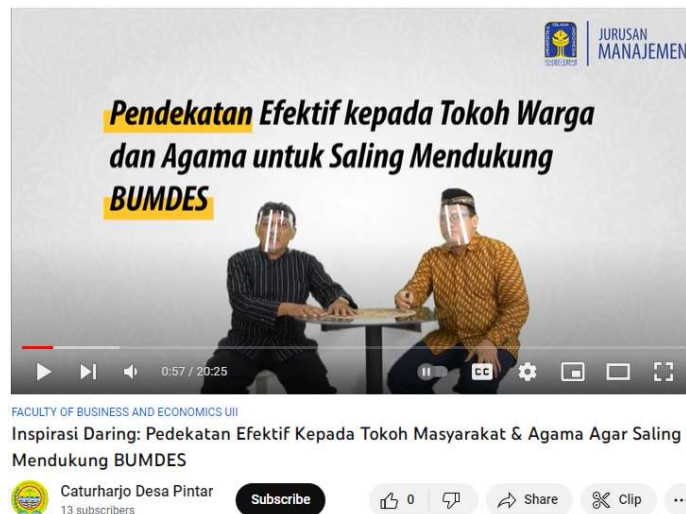 JURUSAN
MANAJEMEN
Pendekatan Efektif kepada Tokoh Warga
dan Agama untuk Saling Mendukung
BUMDES
0:57 / 20:25
CC
FACULTY OF BUSINESS AND ECONOMICS UII
Inspirasi Daring: Pedekatan Efektif Kepada Tokoh Masyarakat & Agama Agar Saling
Mendukung BUMDES
Caturharjo Desa Pintar
13 subscribers
Subscribe
0
Share
Clip